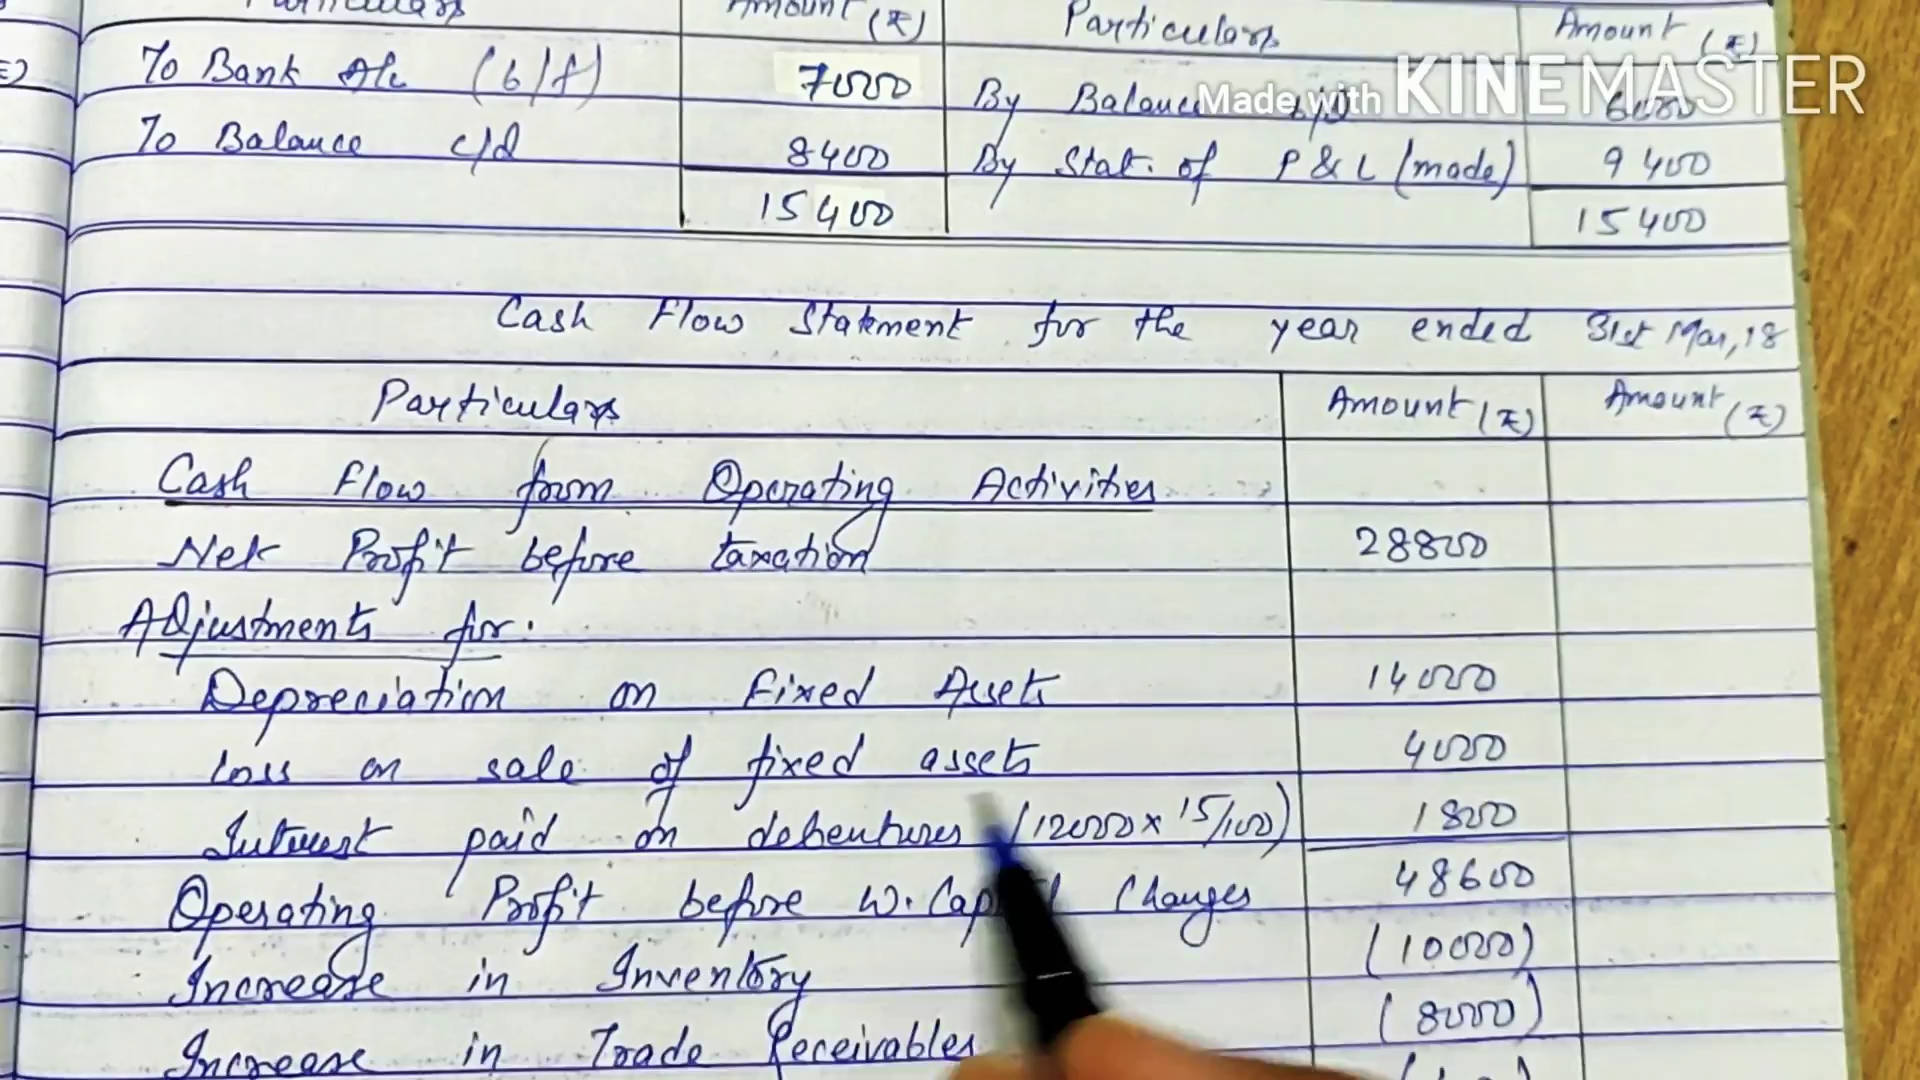 Particulars Amount (₹) Particulars Amount (₹)
To Bank A/c (b/f) 7000 By Balance b/d 6000
To Balance c/d 8400 By Stat. of P & L (made) 9400
15400 15400
Made with KINEMASTER
Cash Flow Statement for the year ended 31st Mar, 18
Particulars Amount (₹) Amount (₹)
Cash Flow from Operating Activities
Net Profit before taxation 28800
Adjustments for:
Depreciation on Fixed Assets 14000
Loss on sale of fixed assets 4000
Interest paid on debentures (12000 x 15/100) 1800
Operating Profit before W. Capital Changes 48600
Increase in Inventory (10000)
Increase in Trade Receivables (8000)